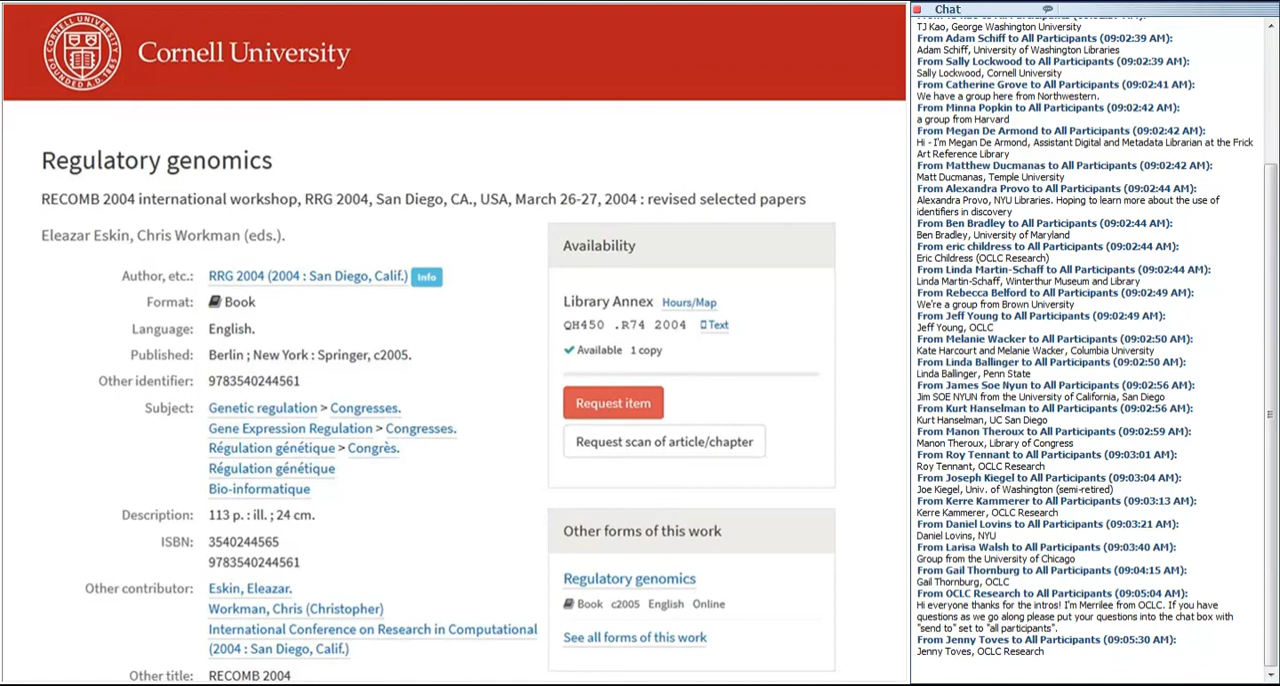 CORNELL UNIVERSITY
FOUNDED A.D. 1865
Cornell University
Regulatory genomics
RECOMB 2004 international workshop, RRG 2004, San Diego, CA., USA, March 26-27, 2004 : revised selected papers
Eleazar Eskin, Chris Workman (eds.).
Author, etc.: RRG 2004 (2004 : San Diego, Calif.) Info
Format: Book
Language: English.
Published: Berlin ; New York : Springer, c2005.
Other identifier: 9783540244561
Subject: Genetic regulation > Congresses.
Gene Expression Regulation > Congresses.
Régulation génétique > Congrès.
Régulation génétique
Bio-informatique
Description: 113 p. : ill. ; 24 cm.
ISBN: 3540244565
9783540244561
Other contributor: Eskin, Eleazar.
Workman, Chris (Christopher)
International Conference on Research in Computational
(2004 : San Diego, Calif.)
Other title: RECOMB 2004
Availability
Library Annex Hours/Map
QH450 .R74 2004 Text
Available 1 copy
Request item
Request scan of article/chapter
Other forms of this work
Regulatory genomics
Book c2005 English Online
See all forms of this work
Chat
TJ Kao, George Washington University
From Adam Schiff to All Participants (09:02:39 AM):
Adam Schiff, University of Washington Libraries
From Sally Lockwood to All Participants (09:02:39 AM):
Sally Lockwood, Cornell University
From Catherine Grove to All Participants (09:02:41 AM):
We have a group here from Northwestern.
From Minna Popkin to All Participants (09:02:42 AM):
a group from Harvard
From Megan De Armond to All Participants (09:02:42 AM):
Hi - I'm Megan De Armond, Assistant Digital and Metadata Librarian at the Frick
Art Reference Library
From Matthew Ducmanas to All Participants (09:02:42 AM):
Matt Ducmanas, Temple University
From Alexandra Provo to All Participants (09:02:44 AM):
Alexandra Provo, NYU Libraries. Hoping to learn more about the use of
identifiers in discovery
From Ben Bradley to All Participants (09:02:44 AM):
Ben Bradley, University of Maryland
From eric childress to All Participants (09:02:44 AM):
Eric Childress (OCLC Research)
From Linda Martin-Schaff to All Participants (09:02:44 AM):
Linda Martin-Schaff, Winterthur Museum and Library
From Rebecca Belford to All Participants (09:02:49 AM):
We're a group from Brown University
From Jeff Young to All Participants (09:02:49 AM):
Jeff Young, OCLC
From Melanie Wacker to All Participants (09:02:50 AM):
Kate Harcourt and Melanie Wacker, Columbia University
From Linda Ballinger to All Participants (09:02:50 AM):
Linda Ballinger, Penn State
From James Soe Nyun to All Participants (09:02:56 AM):
Jim SOE NYUN from the University of California, San Diego
From Kurt Hanselman to All Participants (09:02:56 AM):
Kurt Hanselman, UC San Diego
From Manon Theroux to All Participants (09:02:59 AM):
Manon Theroux, Library of Congress
From Roy Tennant to All Participants (09:03:01 AM):
Roy Tennant, OCLC Research
From Joseph Kiegel to All Participants (09:03:04 AM):
Joe Kiegel, Univ. of Washington (semi-retired)
From Kerre Kammerer to All Participants (09:03:13 AM):
Kerre Kammerer, OCLC Research
From Daniel Lovins to All Participants (09:03:21 AM):
Daniel Lovins, NYU
From Larisa Walsh to All Participants (09:03:40 AM):
Group from the University of Chicago
From Gail Thornburg to All Participants (09:04:15 AM):
Gail Thornburg, OCLC
From OCLC Research to All Participants (09:05:04 AM):
Hi everyone thanks for the intros! I'm Merrilee from OCLC. If you have
questions as we go along please put your questions into the chat box with
"send to" set to "all participants".
From Jenny Toves to All Participants (09:05:30 AM):
Jenny Toves, OCLC Research